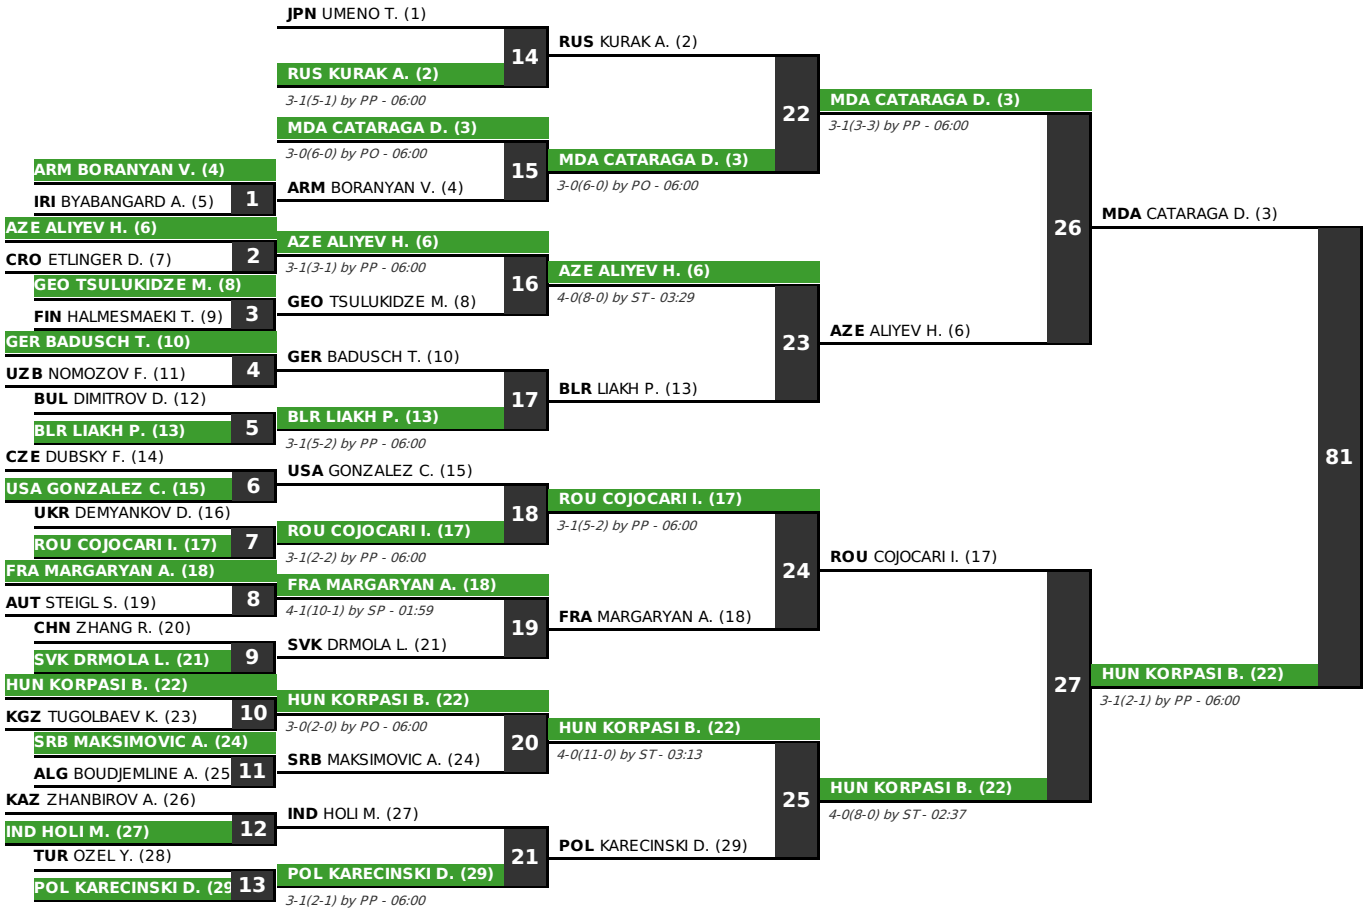 JPN UMENO T. (1)
14
RUS KURAK A. (2)
3-1(5-1) by PP - 06:00
RUS KURAK A. (2)
22
MDA CATARAGA D. (3)
3-0(6-0) by PO - 06:00
15
ARM BORANYAN V. (4)
ARM BORANYAN V. (4)
IRI BYABANGARD A. (5)
1
MDA CATARAGA D. (3)
3-0(6-0) by PO - 06:00
MDA CATARAGA D. (3)
3-1(3-3) by PP - 06:00
26
AZE ALIYEV H. (6)
CRO ETLINGER D. (7)
2
AZE ALIYEV H. (6)
3-1(3-1) by PP - 06:00
16
GEO TSULUKIDZE M. (8)
GEO TSULUKIDZE M. (8)
FIN HALMESMAEKI T. (9)
3
AZE ALIYEV H. (6)
4-0(8-0) by ST - 03:29
23
AZE ALIYEV H. (6)
GER BADUSCH T. (10)
UZB NOMOZOV F. (11)
4
GER BADUSCH T. (10)
17
BUL DIMITROV D. (12)
BLR LIAKH P. (13)
5
BLR LIAKH P. (13)
3-1(5-2) by PP - 06:00
BLR LIAKH P. (13)
MDA CATARAGA D. (3)
81
CZE DUBSKY F. (14)
USA GONZALEZ C. (15)
6
USA GONZALEZ C. (15)
18
UKR DEMYANKOV D. (16)
ROU COJOCARI I. (17)
7
ROU COJOCARI I. (17)
3-1(2-2) by PP - 06:00
ROU COJOCARI I. (17)
3-1(5-2) by PP - 06:00
24
ROU COJOCARI I. (17)
FRA MARGARYAN A. (18)
AUT STEIGL S. (19)
8
FRA MARGARYAN A. (18)
4-1(10-1) by SP - 01:59
19
CHN ZHANG R. (20)
SVK DRMOLA L. (21)
9
SVK DRMOLA L. (21)
FRA MARGARYAN A. (18)
27
HUN KORPASI B. (22)
3-1(2-1) by PP - 06:00
HUN KORPASI B. (22)
KGZ TUGOLBAEV K. (23)
10
HUN KORPASI B. (22)
3-0(2-0) by PO - 06:00
20
SRB MAKSIMOVIC A. (24)
ALG BOUDJEMLINE A. (25
11
SRB MAKSIMOVIC A. (24)
HUN KORPASI B. (22)
4-0(11-0) by ST - 03:13
25
HUN KORPASI B. (22)
4-0(8-0) by ST - 02:37
KAZ ZHANBIROV A. (26)
IND HOLI M. (27)
12
IND HOLI M. (27)
21
TUR OZEL Y. (28)
POL KARECINSKI D. (29
13
POL KARECINSKI D. (29)
3-1(2-1) by PP - 06:00
POL KARECINSKI D. (29)